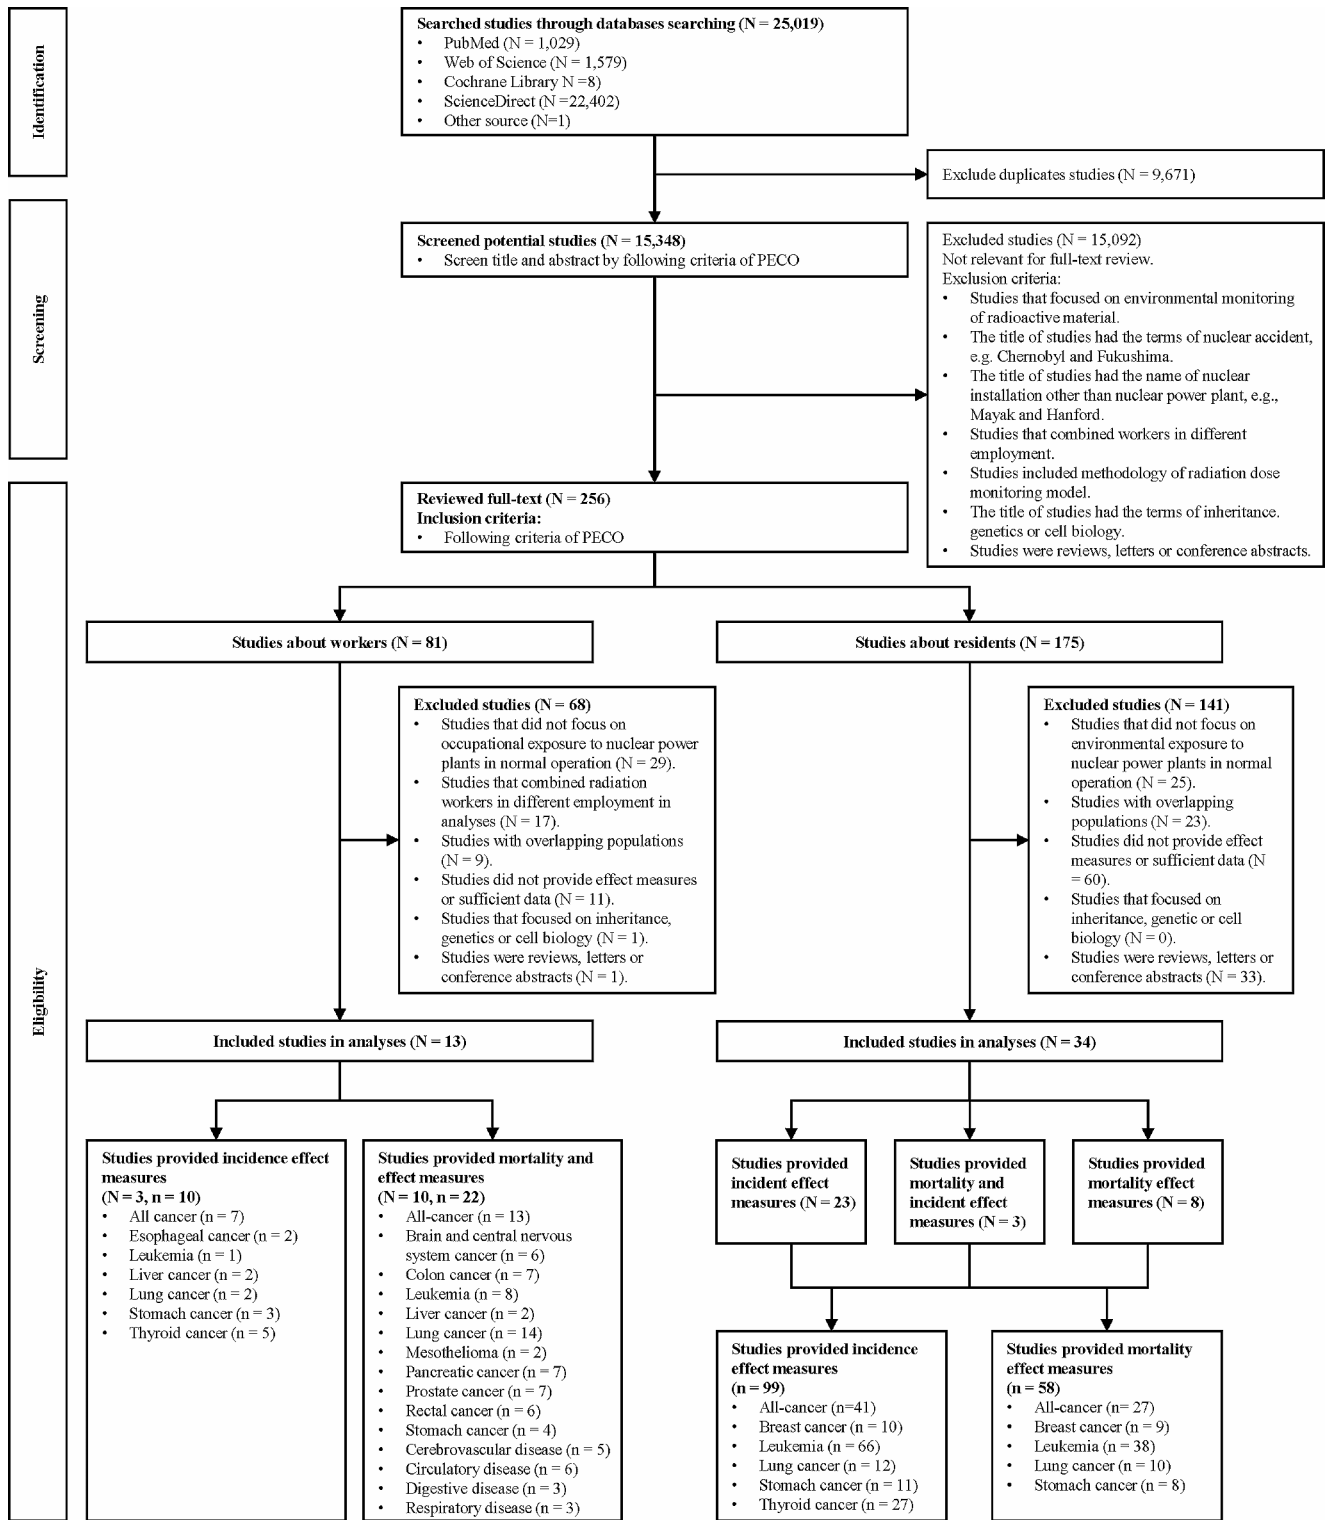 Identification
Searched studies through databases searching (N = 25,019)
• PubMed (N = 1,029)
• Web of Science (N = 1,579)
• Cochrane Library N =8)
• ScienceDirect (N =22,402)
• Other source (N=1)
Exclude duplicates studies (N = 9,671)
Screening
Screened potential studies (N = 15,348)
• Screen title and abstract by following criteria of PECO
Excluded studies (N = 15,092)
Not relevant for full-text review.
Exclusion criteria:
• Studies that focused on environmental monitoring
of radioactive material.
• The title of studies had the terms of nuclear accident,
e.g. Chernobyl and Fukushima.
• The title of studies had the name of nuclear
installation other than nuclear power plant, e.g.,
Mayak and Hanford.
• Studies that combined workers in different
employment.
• Studies included methodology of radiation dose
monitoring model.
• The title of studies had the terms of inheritance.
genetics or cell biology.
• Studies were reviews, letters or conference abstracts.
Eligibility
Reviewed full-text (N = 256)
Inclusion criteria:
• Following criteria of PECO
Studies about workers (N = 81)
Studies about residents (N = 175)
Excluded studies (N = 68)
• Studies that did not focus on
occupational exposure to nuclear power
plants in normal operation (N = 29).
• Studies that combined radiation
workers in different employment in
analyses (N = 17).
• Studies with overlapping populations
(N = 9).
• Studies did not provide effect measures
or sufficient data (N = 11).
• Studies that focused on inheritance,
genetics or cell biology (N = 1).
• Studies were reviews, letters or
conference abstracts (N = 1).
Excluded studies (N = 141)
• Studies that did not focus on
environmental exposure to
nuclear power plants in normal
operation (N = 25).
• Studies with overlapping
populations (N = 23).
• Studies did not provide effect
measures or sufficient data (N
= 60).
• Studies that focused on
inheritance, genetic or cell
biology (N = 0).
• Studies were reviews, letters or
conference abstracts (N = 33).
Included studies in analyses (N = 13)
Included studies in analyses (N = 34)
Studies provided incidence effect
measures
(N = 3, n = 10)
• All cancer (n = 7)
• Esophageal cancer (n = 2)
• Leukemia (n = 1)
• Liver cancer (n = 2)
• Lung cancer (n = 2)
• Stomach cancer (n = 3)
• Thyroid cancer (n = 5)
Studies provided mortality and
effect measures
(N = 10, n = 22)
• All-cancer (n = 13)
• Brain and central nervous
system cancer (n = 6)
• Colon cancer (n = 7)
• Leukemia (n = 8)
• Liver cancer (n = 2)
• Lung cancer (n = 14)
• Mesothelioma (n = 2)
• Pancreatic cancer (n = 7)
• Prostate cancer (n = 7)
• Rectal cancer (n = 6)
• Stomach cancer (n = 4)
• Cerebrovascular disease (n = 5)
• Circulatory disease (n = 6)
• Digestive disease (n = 3)
• Respiratory disease (n = 3)
Studies provided
incident effect
measures (N = 23)
Studies provided
mortality and
incident effect
measures (N = 3)
Studies provided
mortality effect
measures (N = 8)
Studies provided incidence
effect measures
(n = 99)
• All-cancer (n=41)
• Breast cancer (n = 10)
• Leukemia (n = 66)
• Lung cancer (n = 12)
• Stomach cancer (n = 11)
• Thyroid cancer (n = 27)
Studies provided mortality
effect measures
(n = 58)
• All-cancer (n= 27)
• Breast cancer (n = 9)
• Leukemia (n = 38)
• Lung cancer (n = 10)
• Stomach cancer (n = 8)